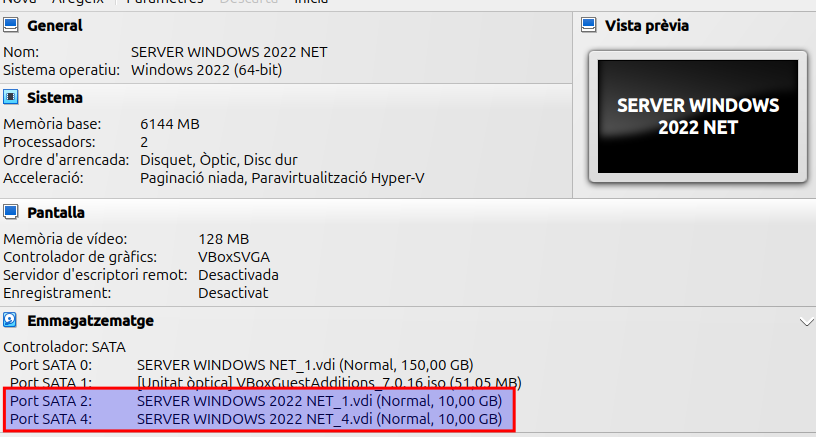 Nova Afegeix Paràmetres Descarta Inicia
General
Nom: SERVER WINDOWS 2022 NET
Sistema operatiu: Windows 2022 (64-bit)
Sistema
Memòria base: 6144 MB
Processadors: 2
Ordre d'arrencada: Disquet, Òptic, Disc dur
Acceleració: Paginació niada, Paravirtualització Hyper-V
Pantalla
Memòria de vídeo: 128 MB
Controlador de gràfics: VBoxSVGA
Servidor d'escriptori remot: Desactivada
Enregistrament: Desactivat
Emmagatzematge
Controlador: SATA
Port SATA 0: SERVER WINDOWS NET_1.vdi (Normal, 150,00 GB)
Port SATA 1: [Unitat òptica] VBoxGuestAdditions_7.0.16.iso (51,05 MB)
Port SATA 2: SERVER WINDOWS 2022 NET_1.vdi (Normal, 10,00 GB)
Port SATA 4: SERVER WINDOWS 2022 NET_4.vdi (Normal, 10,00 GB)
Vista prèvia
SERVER WINDOWS
2022 NET